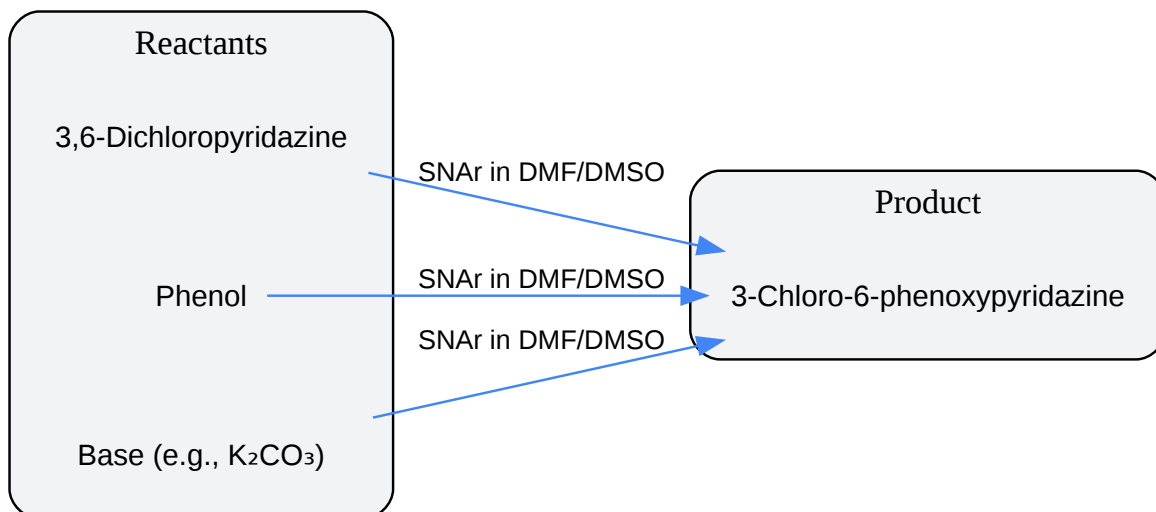 Reactants
3,6-Dichloropyridazine
Phenol
Base (e.g., K₂CO₃)
SNAr in DMF/DMSO
SNAr in DMF/DMSO
SNAr in DMF/DMSO
Product
3-Chloro-6-phenoxypyridazine